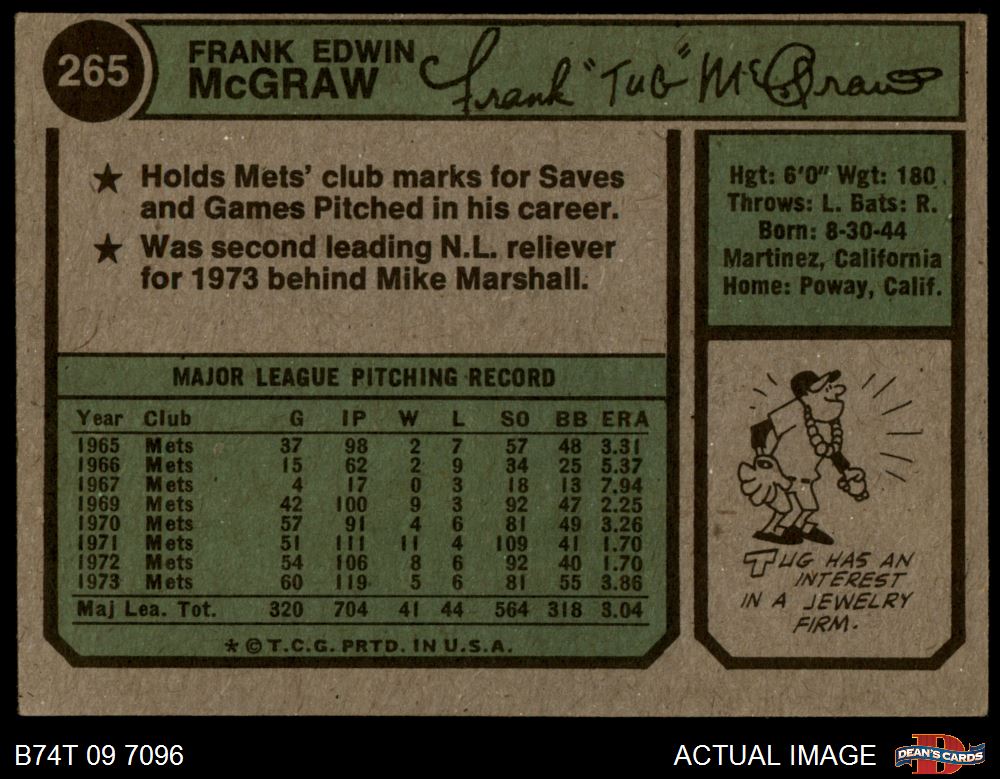 265
FRANK EDWIN
McGRAW
Frank "Tug" McGraw
★ Holds Mets' club marks for Saves
and Games Pitched in his career.
★ Was second leading N.L. reliever
for 1973 behind Mike Marshall.
Hgt: 6'0" Wgt: 180
Throws: L. Bats: R.
Born: 8-30-44
Martinez, California
Home: Poway, Calif.
MAJOR LEAGUE PITCHING RECORD
Year Club G IP W L SO BB ERA
1965 Mets 37 98 2 7 57 48 3.31
1966 Mets 15 62 2 9 34 25 5.37
1967 Mets 4 17 0 3 18 13 7.94
1969 Mets 42 100 9 3 92 47 2.25
1970 Mets 57 91 4 6 81 49 3.26
1971 Mets 51 111 11 4 109 41 1.70
1972 Mets 54 106 8 6 92 40 1.70
1973 Mets 60 119 5 6 81 55 3.86
Maj Lea. Tot. 320 704 41 44 564 318 3.04
* © T.C.G. PRTD. IN U.S.A.
TUG HAS AN
INTEREST
IN A JEWELRY
FIRM.
B74T 09 7096
ACTUAL IMAGE
DEAN'S CARDS